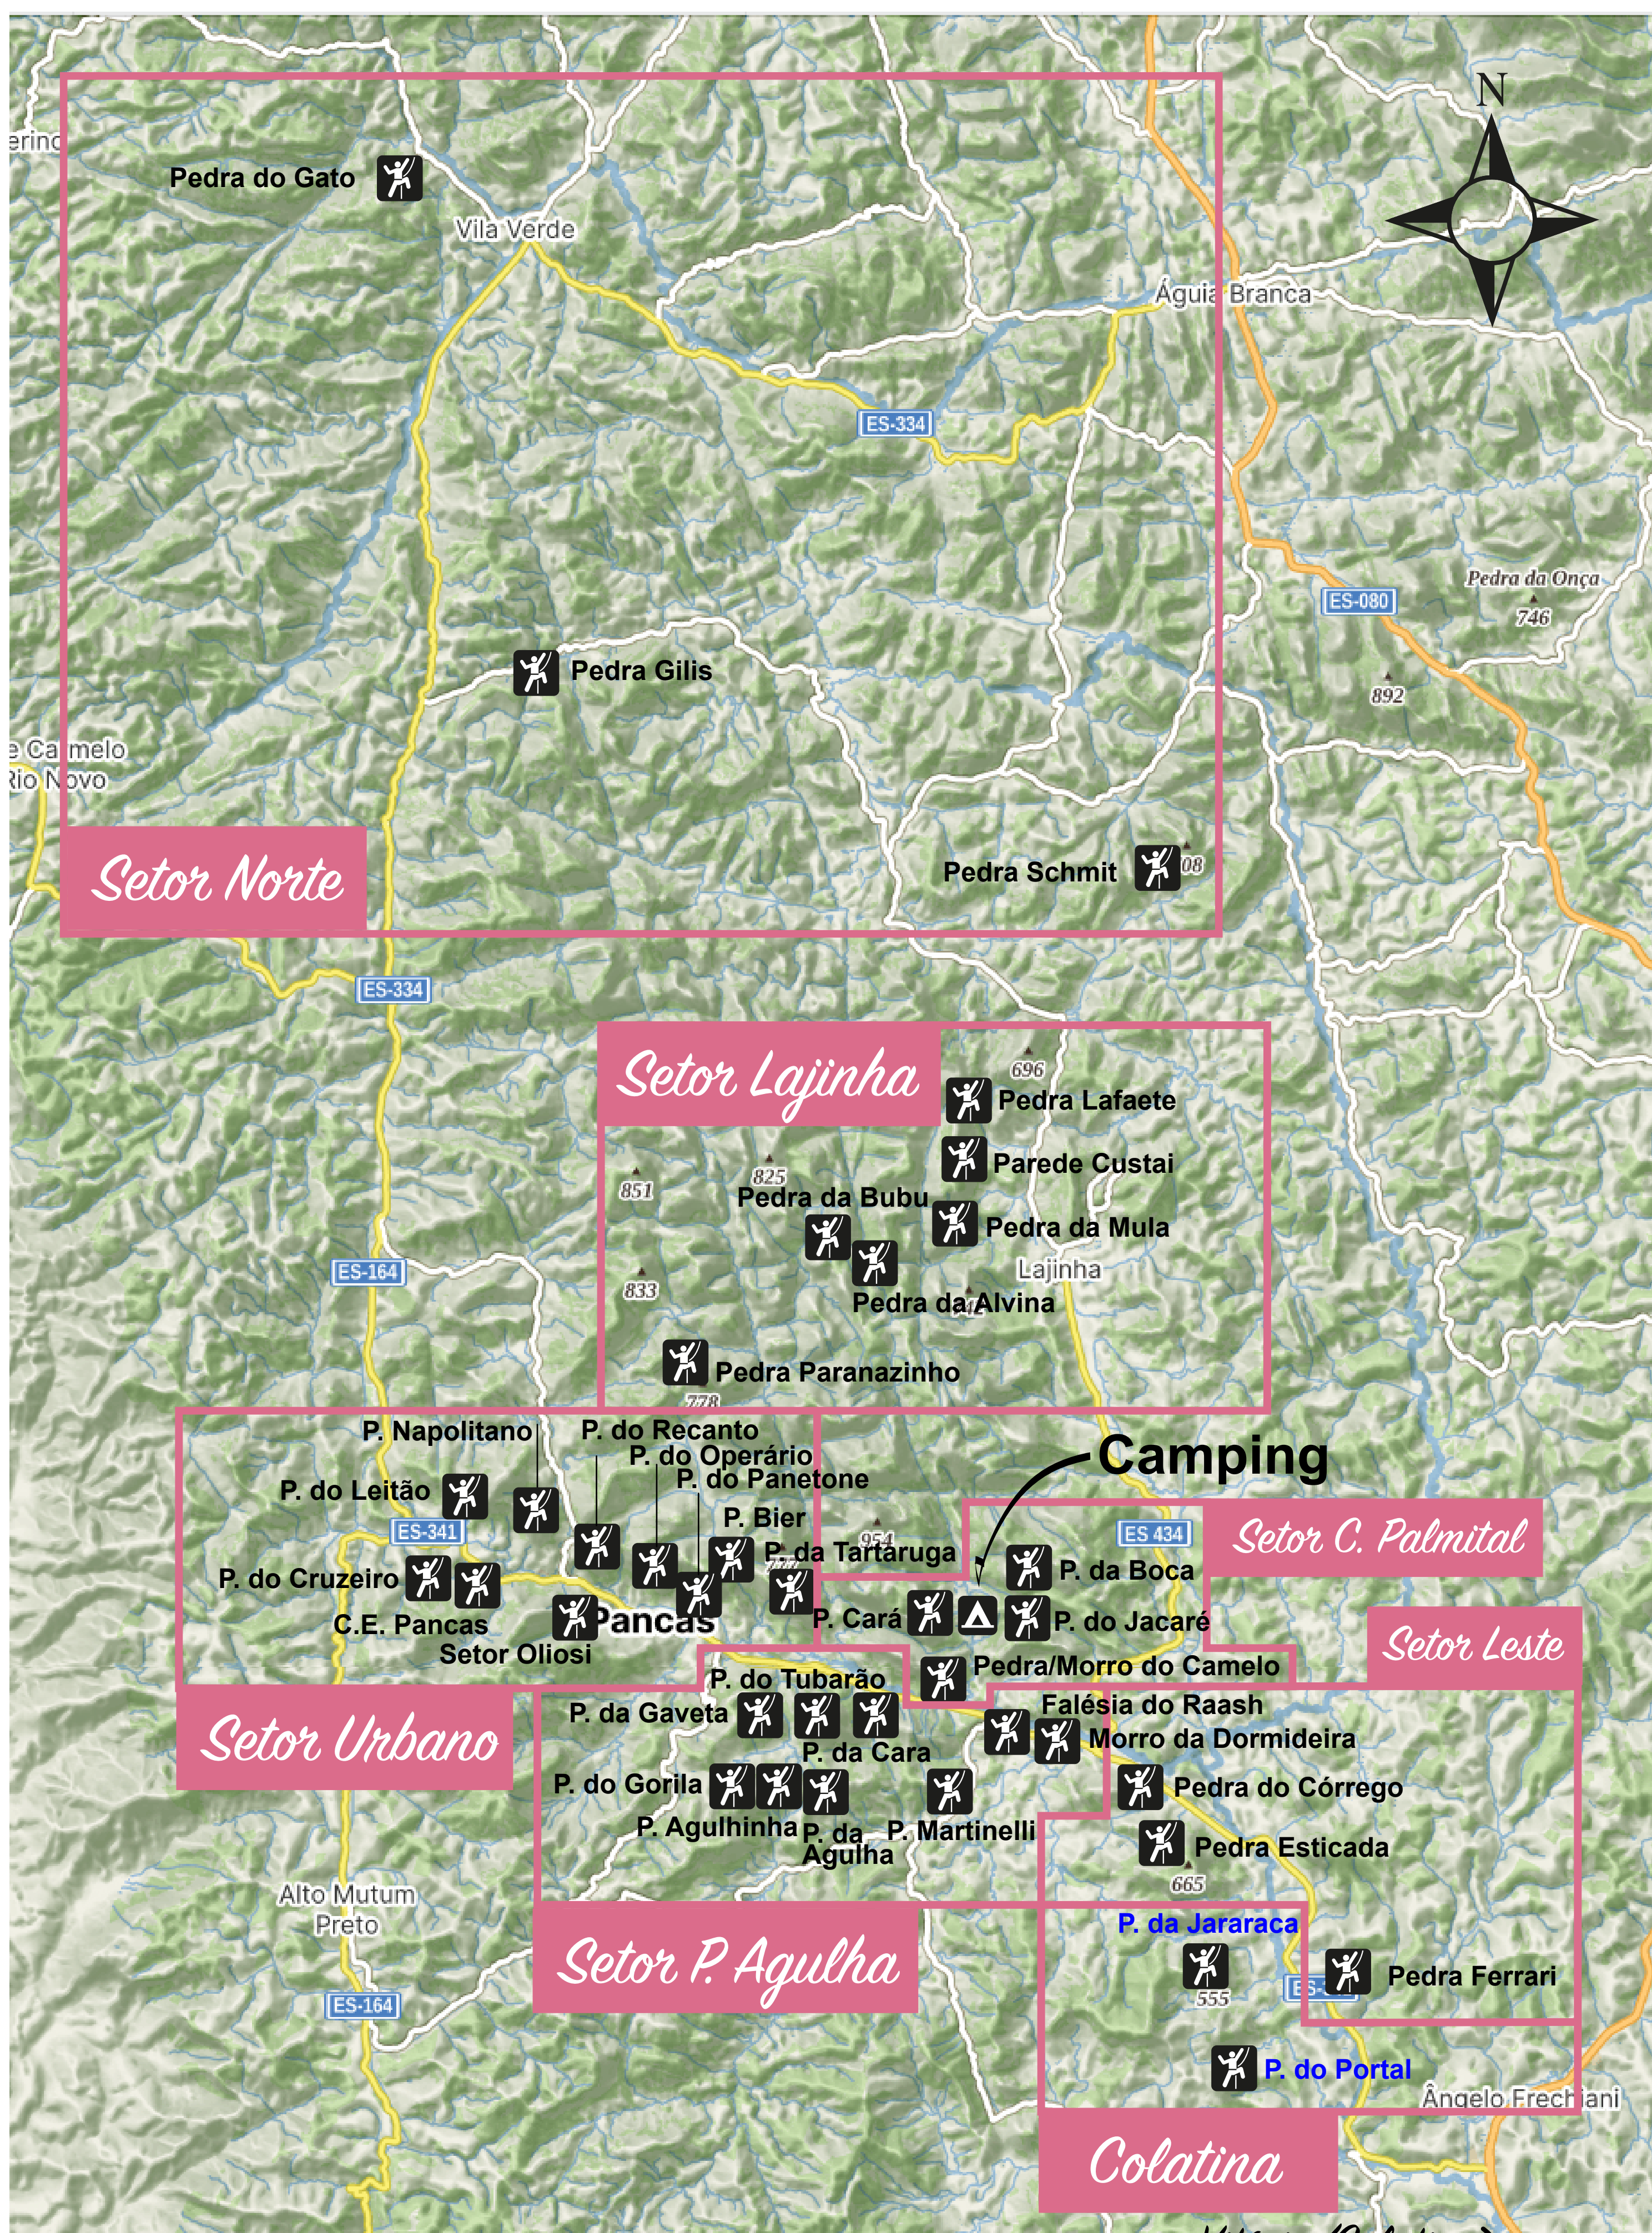 N
erino
Pedra do Gato
Vila Verde
Águia Branca
ES-334
Pedra da Onça
746
ES-080
Pedra Gilis
892
e Carmelo
Rio Novo
Pedra Schmit
08
Setor Norte
ES-334
Setor Lajinha
696
Pedra Lafaete
Parede Custai
825
851
Pedra da Bubu
Pedra da Mula
Lajinha
ES-164
833
Pedra da Alvina
Pedra Paranazinho
778
P. Napolitano
P. do Recanto
P. do Operário
P. do Panetone
Camping
P. do Leitão
P. Bier
954
ES-341
ES 434
Setor C. Palmital
P. da Tartaruga
P. da Boca
P. do Cruzeiro
P. Cará
P. do Jacaré
C.E. Pancas
Pancas
Setor Oliosi
Setor Leste
Pedra/Morro do Camelo
P. do Tubarão
Falésia do Raash
P. da Gaveta
Setor Urbano
Morro da Dormideira
P. da Cara
P. do Gorila
Pedra do Córrego
P. Agulhinha
P. da
Agulha
P. Martinelli
Pedra Esticada
665
Alto Mutum
Preto
P. da Jararaca
Setor P. Agulha
Pedra Ferrari
ES-164
555
P. do Portal
Ângelo Frechiani
Colatina